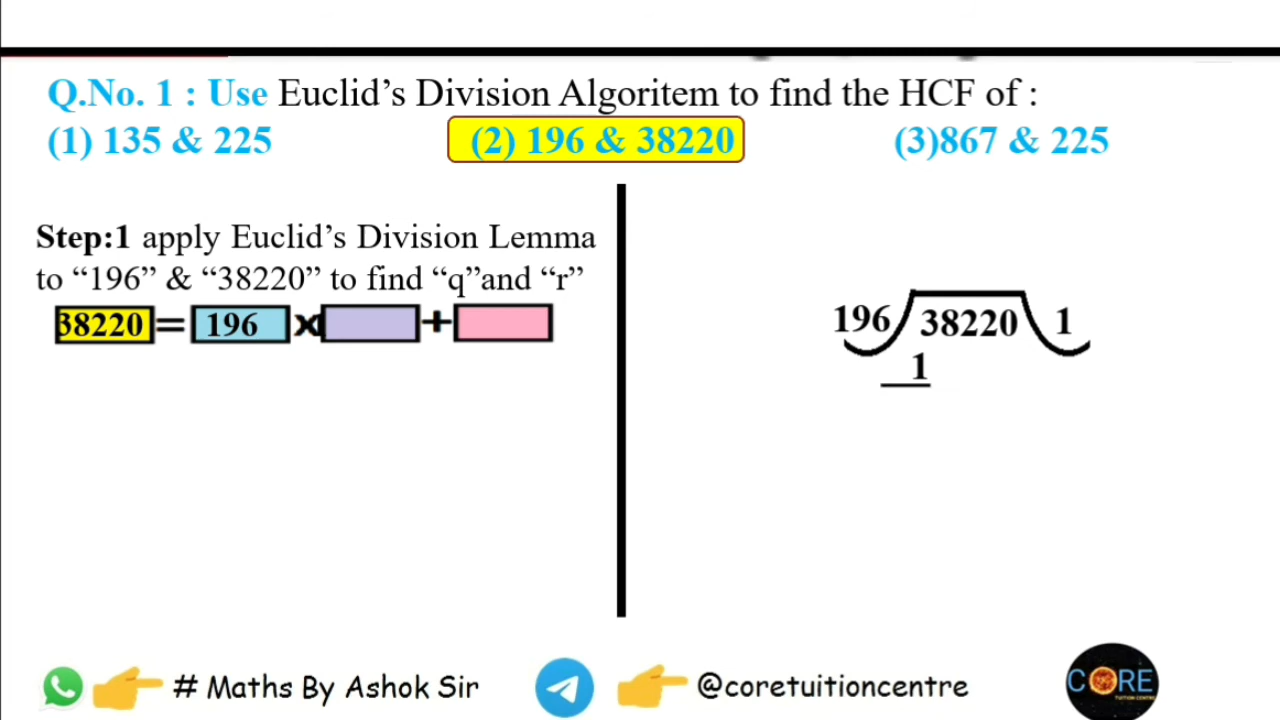 Q.No. 1 : Use Euclid’s Division Algoritem to find the HCF of :
(1) 135 & 225 (2) 196 & 38220 (3)867 & 225
Step:1 apply Euclid’s Division Lemma
to “196” & “38220” to find “q”and “r”
38220 = 196 x +
196 38220 1
1
# Maths By Ashok Sir @coretuitioncentre
CORE
TUITION CENTRE